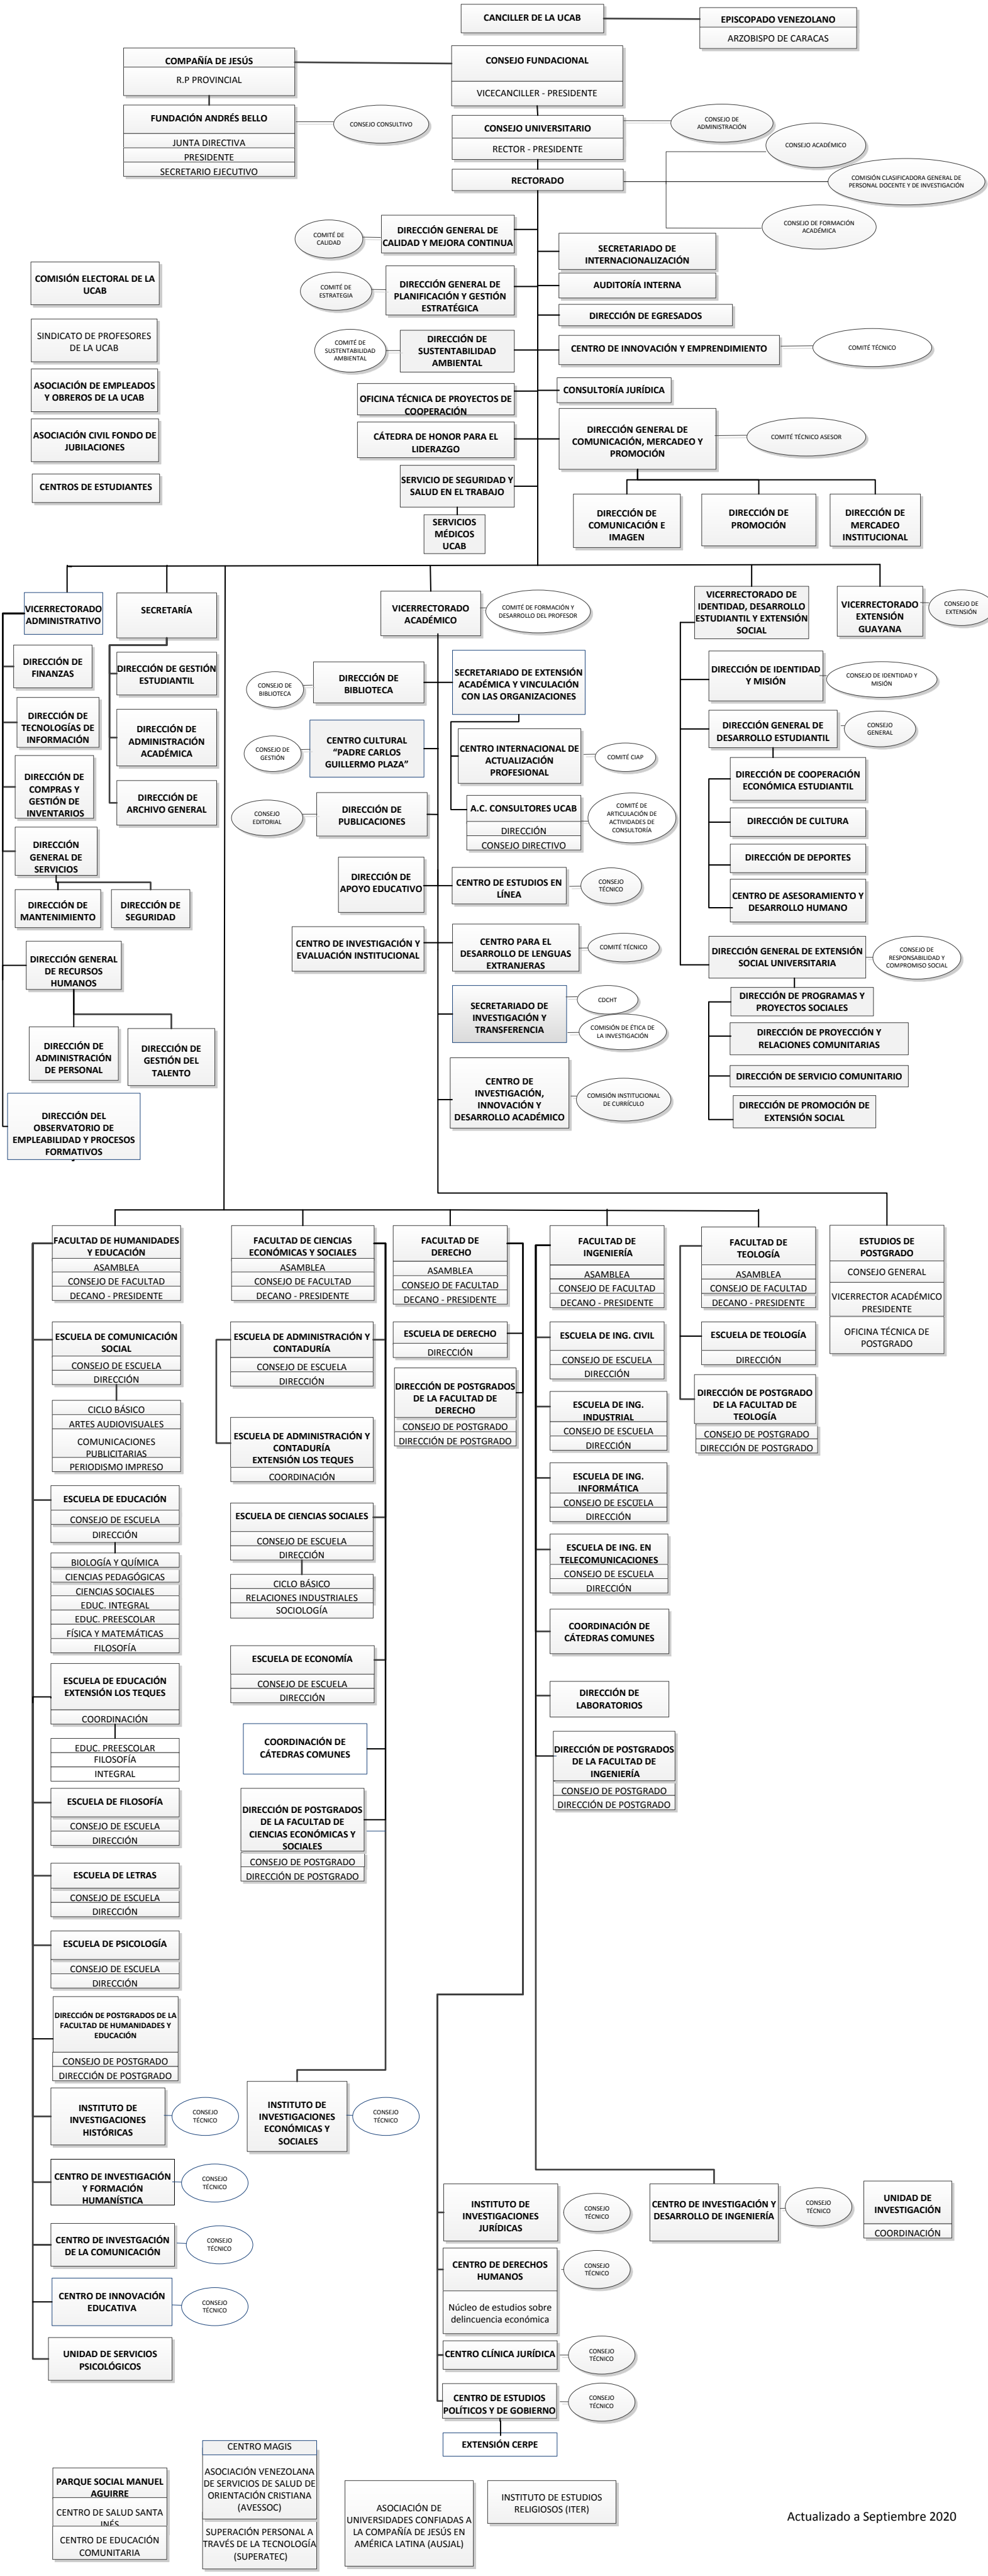 CANCILLER DE LA UCAB
EPISCOPADO VENEZOLANO
ARZOBISPO DE CARACAS
COMPAÑÍA DE JESÚS
R.P PROVINCIAL
CONSEJO FUNDACIONAL
VICECANCILLER - PRESIDENTE
FUNDACIÓN ANDRÉS BELLO
JUNTA DIRECTIVA
PRESIDENTE
SECRETARIO EJECUTIVO
CONSEJO CONSULTIVO
CONSEJO UNIVERSITARIO
RECTOR - PRESIDENTE
CONSEJO DE
ADMINISTRACIÓN
CONSEJO ACADÉMICO
RECTORADO
COMISIÓN CLASIFICADORA GENERAL DE
PERSONAL DOCENTE Y DE INVESTIGACIÓN
CONSEJO DE FORMACIÓN
ACADÉMICA
COMITÉ DE
CALIDAD
DIRECCIÓN GENERAL DE
CALIDAD Y MEJORA CONTINUA
SECRETARIADO DE
INTERNACIONALIZACIÓN
COMITÉ DE
ESTRATEGIA
DIRECCIÓN GENERAL DE
PLANIFICACIÓN Y GESTIÓN
ESTRATÉGICA
AUDITORÍA INTERNA
DIRECCIÓN DE EGRESADOS
COMITÉ DE
SUSTENTABILIDAD
AMBIENTAL
DIRECCIÓN DE
SUSTENTABILIDAD
AMBIENTAL
CENTRO DE INNOVACIÓN Y EMPRENDIMIENTO
COMITÉ TÉCNICO
OFICINA TÉCNICA DE PROYECTOS DE
COOPERACIÓN
CONSULTORÍA JURÍDICA
CÁTEDRA DE HONOR PARA EL
LIDERAZGO
DIRECCIÓN GENERAL DE
COMUNICACIÓN, MERCADEO Y
PROMOCIÓN
COMITÉ TÉCNICO ASESOR
SERVICIO DE SEGURIDAD Y
SALUD EN EL TRABAJO
SERVICIOS
MÉDICOS
UCAB
DIRECCIÓN DE
COMUNICACIÓN E
IMAGEN
DIRECCIÓN DE
PROMOCIÓN
DIRECCIÓN DE
MERCADEO
INSTITUCIONAL
COMISIÓN ELECTORAL DE LA
UCAB
SINDICATO DE PROFESORES
DE LA UCAB
ASOCIACIÓN DE EMPLEADOS
Y OBREROS DE LA UCAB
ASOCIACIÓN CIVIL FONDO DE
JUBILACIONES
CENTROS DE ESTUDIANTES
VICERRECTORADO
ADMINISTRATIVO
DIRECCIÓN DE
FINANZAS
DIRECCIÓN DE
TECNOLOGÍAS DE
INFORMACIÓN
DIRECCIÓN DE
COMPRAS Y
GESTIÓN DE
INVENTARIOS
DIRECCIÓN
GENERAL DE
SERVICIOS
DIRECCIÓN DE
MANTENIMIENTO
DIRECCIÓN DE
SEGURIDAD
DIRECCIÓN GENERAL
DE RECURSOS
HUMANOS
DIRECCIÓN DE
ADMINISTRACIÓN
DE PERSONAL
DIRECCIÓN DE
GESTIÓN DEL
TALENTO
DIRECCIÓN DEL
OBSERVATORIO DE
EMPLEABILIDAD Y PROCESOS
FORMATIVOS
SECRETARÍA
DIRECCIÓN DE GESTIÓN
ESTUDIANTIL
DIRECCIÓN DE
ADMINISTRACIÓN
ACADÉMICA
DIRECCIÓN DE
ARCHIVO GENERAL
VICERRECTORADO
ACADÉMICO
COMITÉ DE FORMACIÓN Y
DESARROLLO DEL PROFESOR
CONSEJO DE
BIBLIOTECA
DIRECCIÓN DE
BIBLIOTECA
SECRETARIADO DE EXTENSIÓN
ACADÉMICA Y VINCULACIÓN
CON LAS ORGANIZACIONES
CONSEJO DE
GESTIÓN
CENTRO CULTURAL
“PADRE CARLOS
GUILLERMO PLAZA”
CENTRO INTERNACIONAL DE
ACTUALIZACIÓN
PROFESIONAL
COMITÉ CIAP
CONSEJO
EDITORIAL
DIRECCIÓN DE
PUBLICACIONES
A.C. CONSULTORES UCAB
DIRECCIÓN
CONSEJO DIRECTIVO
COMITÉ DE
ARTICULACIÓN DE
ACTIVIDADES DE
CONSULTORÍA
DIRECCIÓN DE
APOYO EDUCATIVO
CENTRO DE ESTUDIOS EN
LÍNEA
CONSEJO
TÉCNICO
CENTRO DE INVESTIGACIÓN Y
EVALUACIÓN INSTITUCIONAL
CENTRO PARA EL
DESARROLLO DE LENGUAS
EXTRANJERAS
COMITÉ TÉCNICO
SECRETARIADO DE
INVESTIGACIÓN Y
TRANSFERENCIA
CDCHT
COMISIÓN DE ÉTICA DE
LA INVESTIGACIÓN
CENTRO DE
INVESTIGACIÓN,
INNOVACIÓN Y
DESARROLLO ACADÉMICO
COMISIÓN INSTITUCIONAL
DE CURRÍCULO
VICERRECTORADO DE
IDENTIDAD, DESARROLLO
ESTUDIANTIL Y EXTENSIÓN
SOCIAL
VICERRECTORADO
EXTENSIÓN
GUAYANA
CONSEJO DE
EXTENSIÓN
DIRECCIÓN DE IDENTIDAD
Y MISIÓN
CONSEJO DE IDENTIDAD Y
MISIÓN
DIRECCIÓN GENERAL DE
DESARROLLO ESTUDIANTIL
CONSEJO
GENERAL
DIRECCIÓN DE COOPERACIÓN
ECONÓMICA ESTUDIANTIL
DIRECCIÓN DE CULTURA
DIRECCIÓN DE DEPORTES
CENTRO DE ASESORAMIENTO Y
DESARROLLO HUMANO
DIRECCIÓN GENERAL DE EXTENSIÓN
SOCIAL UNIVERSITARIA
CONSEJO DE
RESPONSABILIDAD Y
COMPROMISO SOCIAL
DIRECCIÓN DE PROGRAMAS Y
PROYECTOS SOCIALES
DIRECCIÓN DE PROYECCIÓN Y
RELACIONES COMUNITARIAS
DIRECCIÓN DE SERVICIO COMUNITARIO
DIRECCIÓN DE PROMOCIÓN DE
EXTENSIÓN SOCIAL
FACULTAD DE HUMANIDADES
Y EDUCACIÓN
ASAMBLEA
CONSEJO DE FACULTAD
DECANO - PRESIDENTE
ESCUELA DE COMUNICACIÓN
SOCIAL
CONSEJO DE ESCUELA
DIRECCIÓN
CICLO BÁSICO
ARTES AUDIOVISUALES
COMUNICACIONES
PUBLICITARIAS
PERIODISMO IMPRESO
ESCUELA DE EDUCACIÓN
CONSEJO DE ESCUELA
DIRECCIÓN
BIOLOGÍA Y QUÍMICA
CIENCIAS PEDAGÓGICAS
CIENCIAS SOCIALES
EDUC. INTEGRAL
EDUC. PREESCOLAR
FÍSICA Y MATEMÁTICAS
FILOSOFÍA
ESCUELA DE EDUCACIÓN
EXTENSIÓN LOS TEQUES
COORDINACIÓN
EDUC. PREESCOLAR
FILOSOFÍA
INTEGRAL
ESCUELA DE FILOSOFÍA
CONSEJO DE ESCUELA
DIRECCIÓN
ESCUELA DE LETRAS
CONSEJO DE ESCUELA
DIRECCIÓN
ESCUELA DE PSICOLOGÍA
CONSEJO DE ESCUELA
DIRECCIÓN
DIRECCIÓN DE POSTGRADOS DE LA
FACULTAD DE HUMANIDADES Y
EDUCACIÓN
CONSEJO DE POSTGRADO
DIRECCIÓN DE POSTGRADO
INSTITUTO DE
INVESTIGACIONES
HISTÓRICAS
CONSEJO
TÉCNICO
CENTRO DE INVESTIGACIÓN
Y FORMACIÓN
HUMANÍSTICA
CONSEJO
TÉCNICO
CENTRO DE INVESTGACIÓN
DE LA COMUNICACIÓN
CONSEJO
TÉCNICO
CENTRO DE INNOVACIÓN
EDUCATIVA
CONSEJO
TÉCNICO
UNIDAD DE SERVICIOS
PSICOLÓGICOS
FACULTAD DE CIENCIAS
ECONÓMICAS Y SOCIALES
ASAMBLEA
CONSEJO DE FACULTAD
DECANO - PRESIDENTE
ESCUELA DE ADMINISTRACIÓN Y
CONTADURÍA
CONSEJO DE ESCUELA
DIRECCIÓN
ESCUELA DE ADMINISTRACIÓN Y
CONTADURÍA
EXTENSIÓN LOS TEQUES
COORDINACIÓN
ESCUELA DE CIENCIAS SOCIALES
CONSEJO DE ESCUELA
DIRECCIÓN
CICLO BÁSICO
RELACIONES INDUSTRIALES
SOCIOLOGÍA
ESCUELA DE ECONOMÍA
CONSEJO DE ESCUELA
DIRECCIÓN
COORDINACIÓN DE
CÁTEDRAS COMUNES
DIRECCIÓN DE POSTGRADOS
DE LA FACULTAD DE
CIENCIAS ECONÓMICAS Y
SOCIALES
CONSEJO DE POSTGRADO
DIRECCIÓN DE POSTGRADO
INSTITUTO DE
INVESTIGACIONES
ECONÓMICAS Y
SOCIALES
CONSEJO
TÉCNICO
FACULTAD DE
DERECHO
ASAMBLEA
CONSEJO DE FACULTAD
DECANO - PRESIDENTE
ESCUELA DE DERECHO
DIRECCIÓN
DIRECCIÓN DE POSTGRADOS
DE LA FACULTAD DE
DERECHO
CONSEJO DE POSTGRADO
DIRECCIÓN DE POSTGRADO
INSTITUTO DE
INVESTIGACIONES
JURÍDICAS
CONSEJO
TÉCNICO
CENTRO DE DERECHOS
HUMANOS
Núcleo de estudios sobre
delincuencia económica
CONSEJO
TÉCNICO
CENTRO CLÍNICA JURÍDICA
CONSEJO
TÉCNICO
CENTRO DE ESTUDIOS
POLÍTICOS Y DE GOBIERNO
CONSEJO
TÉCNICO
EXTENSIÓN CERPE
FACULTAD DE
INGENIERÍA
ASAMBLEA
CONSEJO DE FACULTAD
DECANO - PRESIDENTE
ESCUELA DE ING. CIVIL
CONSEJO DE ESCUELA
DIRECCIÓN
ESCUELA DE ING.
INDUSTRIAL
CONSEJO DE ESCUELA
DIRECCIÓN
ESCUELA DE ING.
INFORMÁTICA
CONSEJO DE ESCUELA
DIRECCIÓN
ESCUELA DE ING. EN
TELECOMUNICACIONES
CONSEJO DE ESCUELA
DIRECCIÓN
COORDINACIÓN DE
CÁTEDRAS COMUNES
DIRECCIÓN DE
LABORATORIOS
DIRECCIÓN DE POSTGRADOS
DE LA FACULTAD DE
INGENIERÍA
CONSEJO DE POSTGRADO
DIRECCIÓN DE POSTGRADO
CENTRO DE INVESTIGACIÓN Y
DESARROLLO DE INGENIERÍA
CONSEJO
TÉCNICO
UNIDAD DE
INVESTIGACIÓN
COORDINACIÓN
FACULTAD DE
TEOLOGÍA
ASAMBLEA
CONSEJO DE FACULTAD
DECANO - PRESIDENTE
ESCUELA DE TEOLOGÍA
DIRECCIÓN
DIRECCIÓN DE POSTGRADO
DE LA FACULTAD DE
TEOLOGÍA
CONSEJO DE POSTGRADO
DIRECCIÓN DE POSTGRADO
ESTUDIOS DE
POSTGRADO
CONSEJO GENERAL
VICERRECTOR ACADÉMICO
PRESIDENTE
OFICINA TÉCNICA DE
POSTGRADO
PARQUE SOCIAL MANUEL
AGUIRRE
CENTRO DE SALUD SANTA
INÉS
CENTRO DE EDUCACIÓN
COMUNITARIA
CENTRO MAGIS
ASOCIACIÓN VENEZOLANA
DE SERVICIOS DE SALUD DE
ORIENTACIÓN CRISTIANA
(AVESSOC)
SUPERACIÓN PERSONAL A
TRAVÉS DE LA TECNOLOGÍA
(SUPERATEC)
ASOCIACIÓN DE
UNIVERSIDADES CONFIADAS A
LA COMPAÑÍA DE JESÚS EN
AMÉRICA LATINA (AUSJAL)
INSTITUTO DE ESTUDIOS
RELIGIOSOS (ITER)
Actualizado a Septiembre 2020